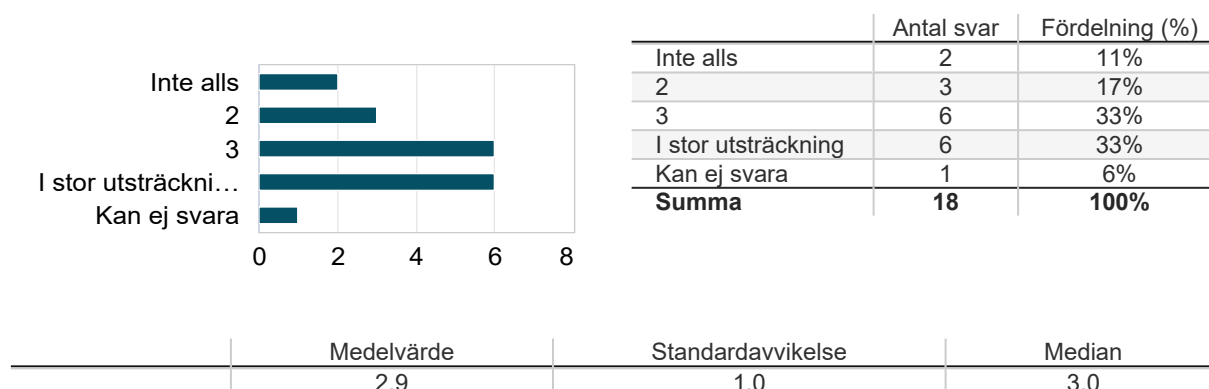 Inte alls
2
3
I stor utsträckni…
Kan ej svara
0 2 4 6 8
Antal svar Fördelning (%)
Inte alls 2 11%
2 3 17%
3 6 33%
I stor utsträckning 6 33%
Kan ej svara 1 6%
Summa 18 100%
Medelvärde Standardavvikelse Median
2.9 1.0 3.0